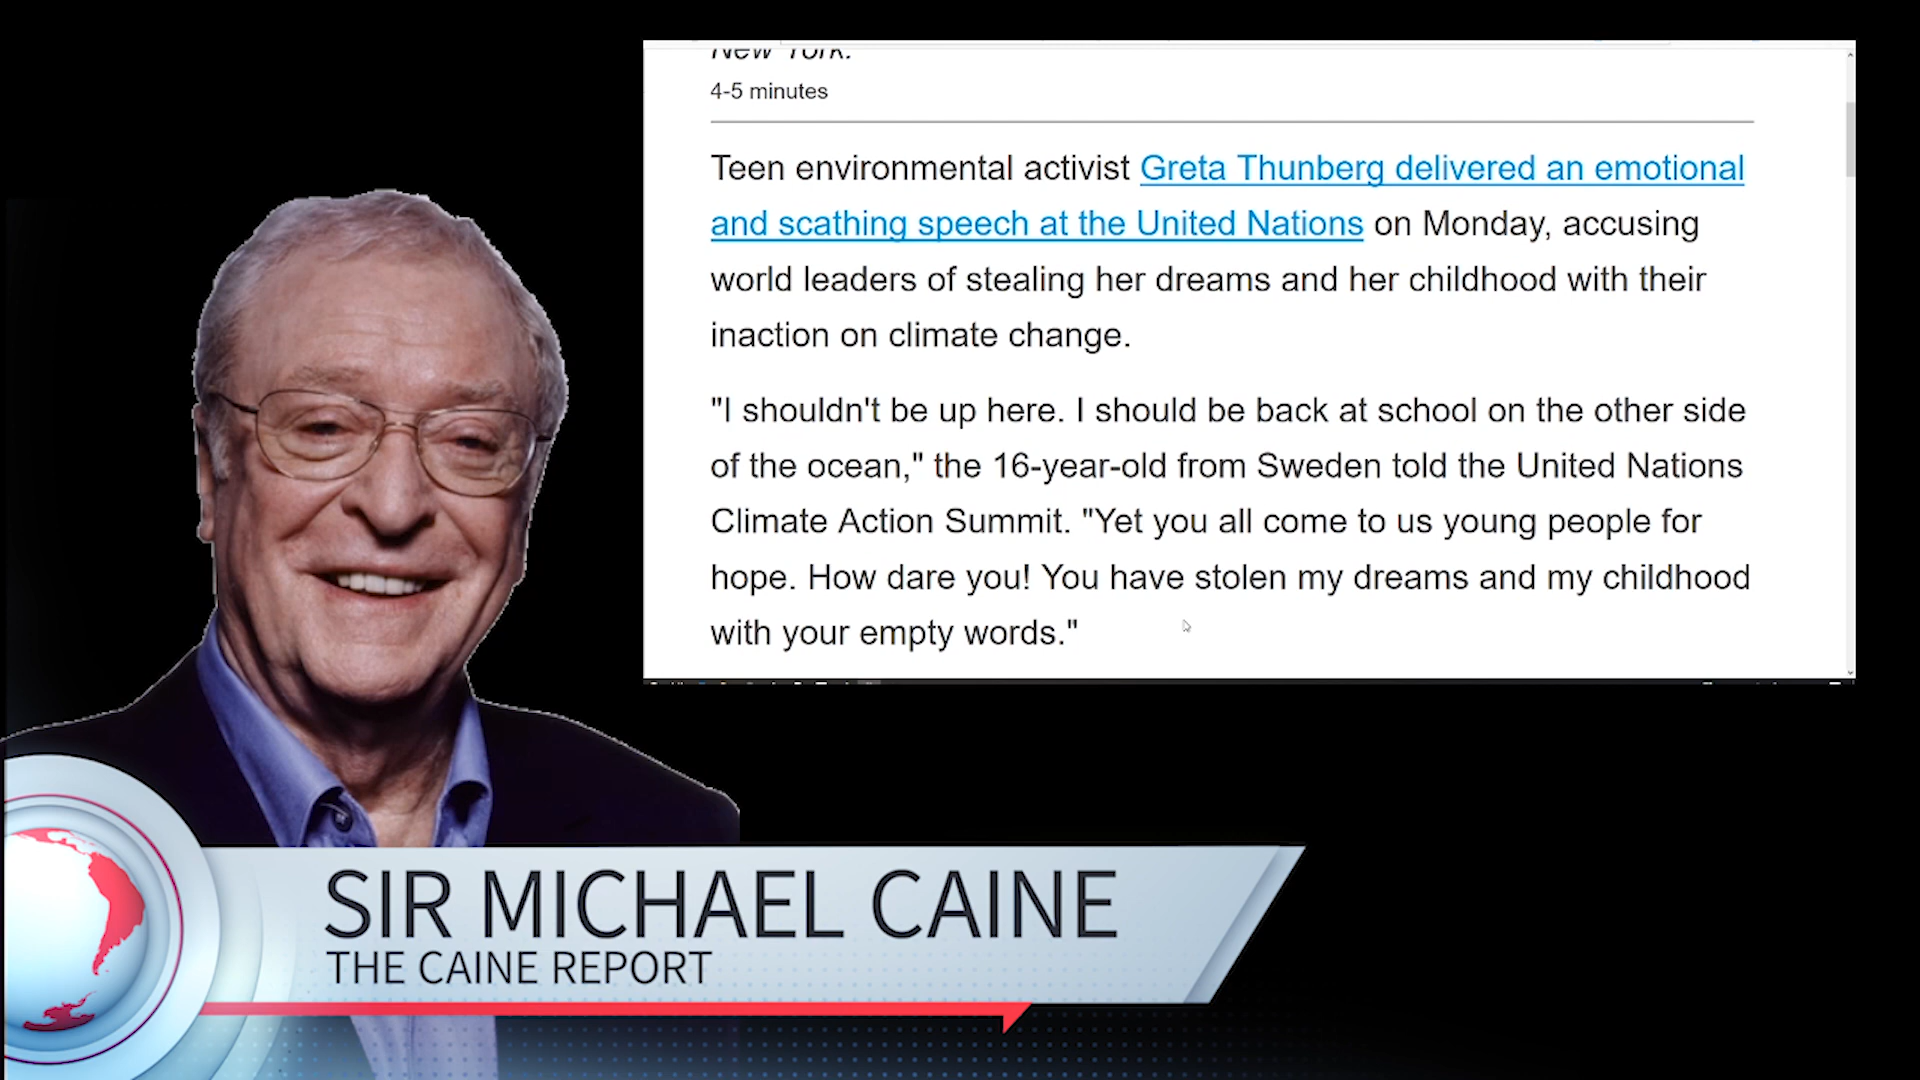 New York.
4-5 minutes
Teen environmental activist Greta Thunberg delivered an emotional
and scathing speech at the United Nations on Monday, accusing
world leaders of stealing her dreams and her childhood with their
inaction on climate change.
"I shouldn't be up here. I should be back at school on the other side
of the ocean," the 16-year-old from Sweden told the United Nations
Climate Action Summit. "Yet you all come to us young people for
hope. How dare you! You have stolen my dreams and my childhood
with your empty words."
SIR MICHAEL CAINE
THE CAINE REPORT